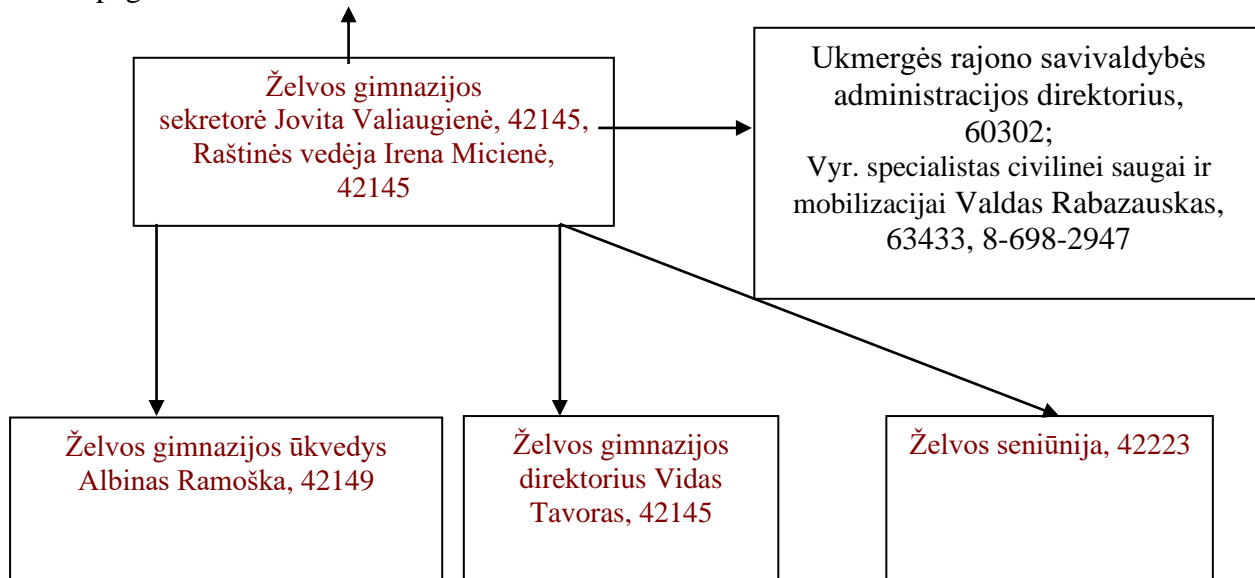 Želvos gimnazijos
sekretorė Jovita Valiaugienė, 42145,
Raštinės vedėja Irena Micienė,
42145
Ukmergės rajono savivaldybės
administracijos direktorius,
60302;
Vyr. specialistas civilinei saugai ir
mobilizacijai Valdas Rabazauskas,
63433, 8-698-2947
Želvos gimnazijos ūkvedys
Albinas Ramoška, 42149
Želvos gimnazijos
direktorius Vidas
Tavoras, 42145
Želvos seniūnija, 42223